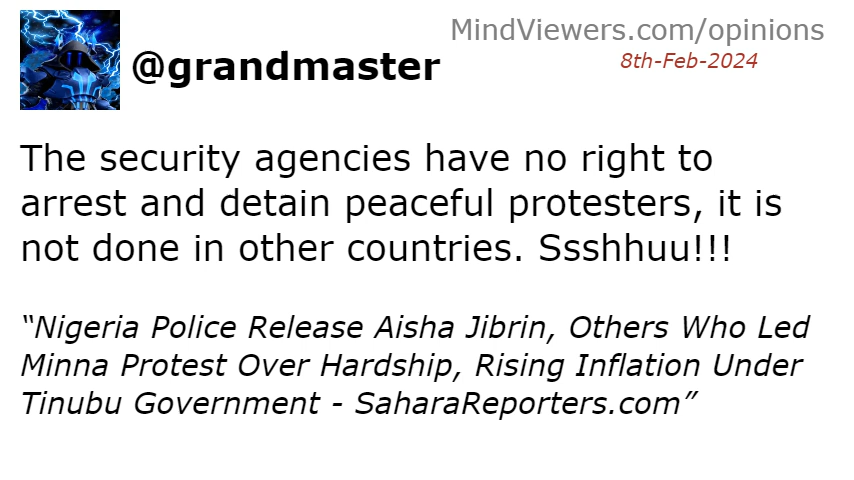 MindViewers.com/opinions
8th-Feb-2024
@grandmaster
The security agencies have no right to
arrest and detain peaceful protesters, it is
not done in other countries. Ssshhuu!!!
“Nigeria Police Release Aisha Jibrin, Others Who Led
Minna Protest Over Hardship, Rising Inflation Under
Tinubu Government - SaharaReporters.com”